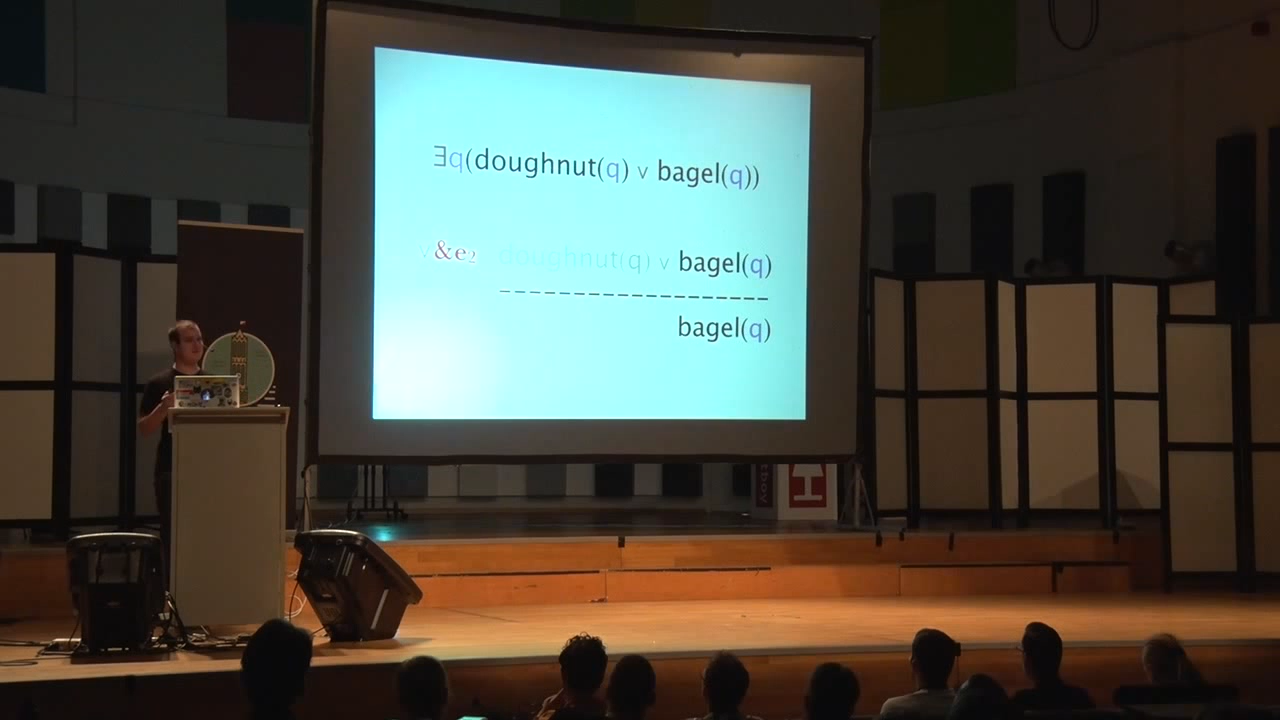 ∃q(doughnut(q) ∨ bagel(q))
∨&e₂ doughnut(q) ∨ bagel(q)
-------------------
bagel(q)
H